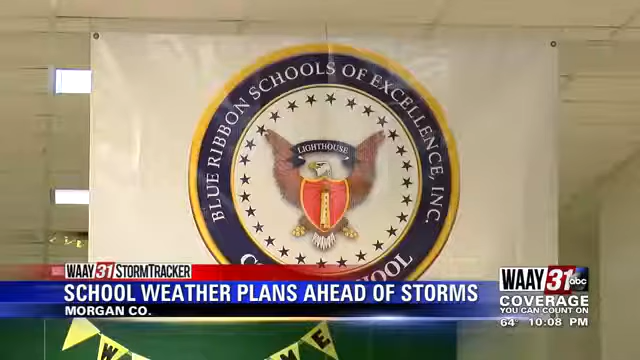 BLUE RIBBON SCHOOLS OF EXCELLENCE, INC.
LIGHTHOUSE
SCHOOL
WAAY 31 STORMTRACKER
SCHOOL WEATHER PLANS AHEAD OF STORMS
MORGAN CO.
WAAY 31 abc
COVERAGE
YOU CAN COUNT ON
64° 10:08 PM
W
E